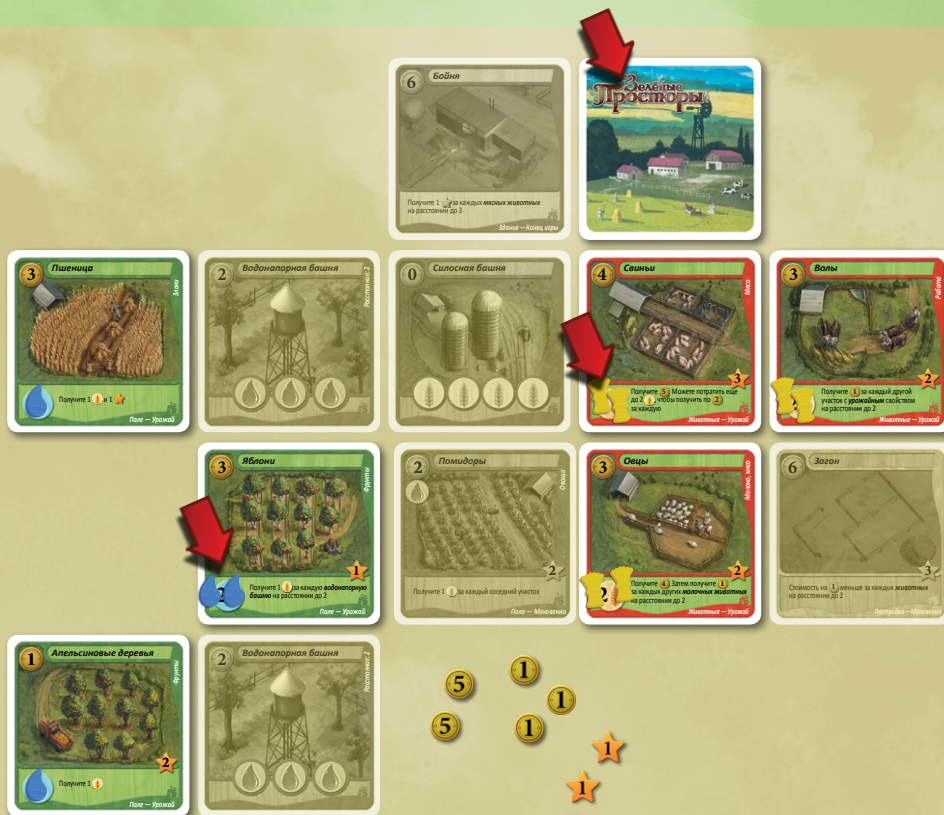 6 Бойня
Получите 1 за каждых мясных животных
на расстоянии до 3
Здание — Конец игры
Зелёные
Просторы
3 Пшеница
Злаки
Получите 1 и 1
Поле — Урожай
2 Водонапорная башня
Расстояние: 2
0 Силосная башня
4 Свиньи
Мясо
3
Получите 5 Можете потратить ещё
до 2 , чтобы получить по 2
за каждую
Животные — Урожай
3 Волы
Работа
2
Получите 1 за каждый другой
участок с урожайным свойством
на расстоянии до 2
Животные — Урожай
3 Яблони
Фрукты
1
2
Получите 1 за каждую водонапорную
башню на расстоянии до 2
Поле — Урожай
2 Помидоры
Овощи
2
Получите 1 за каждый соседний участок
Поле — Мгновенно
3 Овцы
Молоко, мясо
2
2
Получите 4 Затем получите 1
за каждых других молочных животных
на расстоянии до 2
Животные — Урожай
6 Загон
3
Стоимость на 1 меньше за каждых животных
на расстоянии до 2
Постройка — Мгновенно
1 Апельсиновые деревья
Фрукты
2
Получите 1
Поле — Урожай
2 Водонапорная башня
Расстояние: 2
5 1
1
5 1
1
1